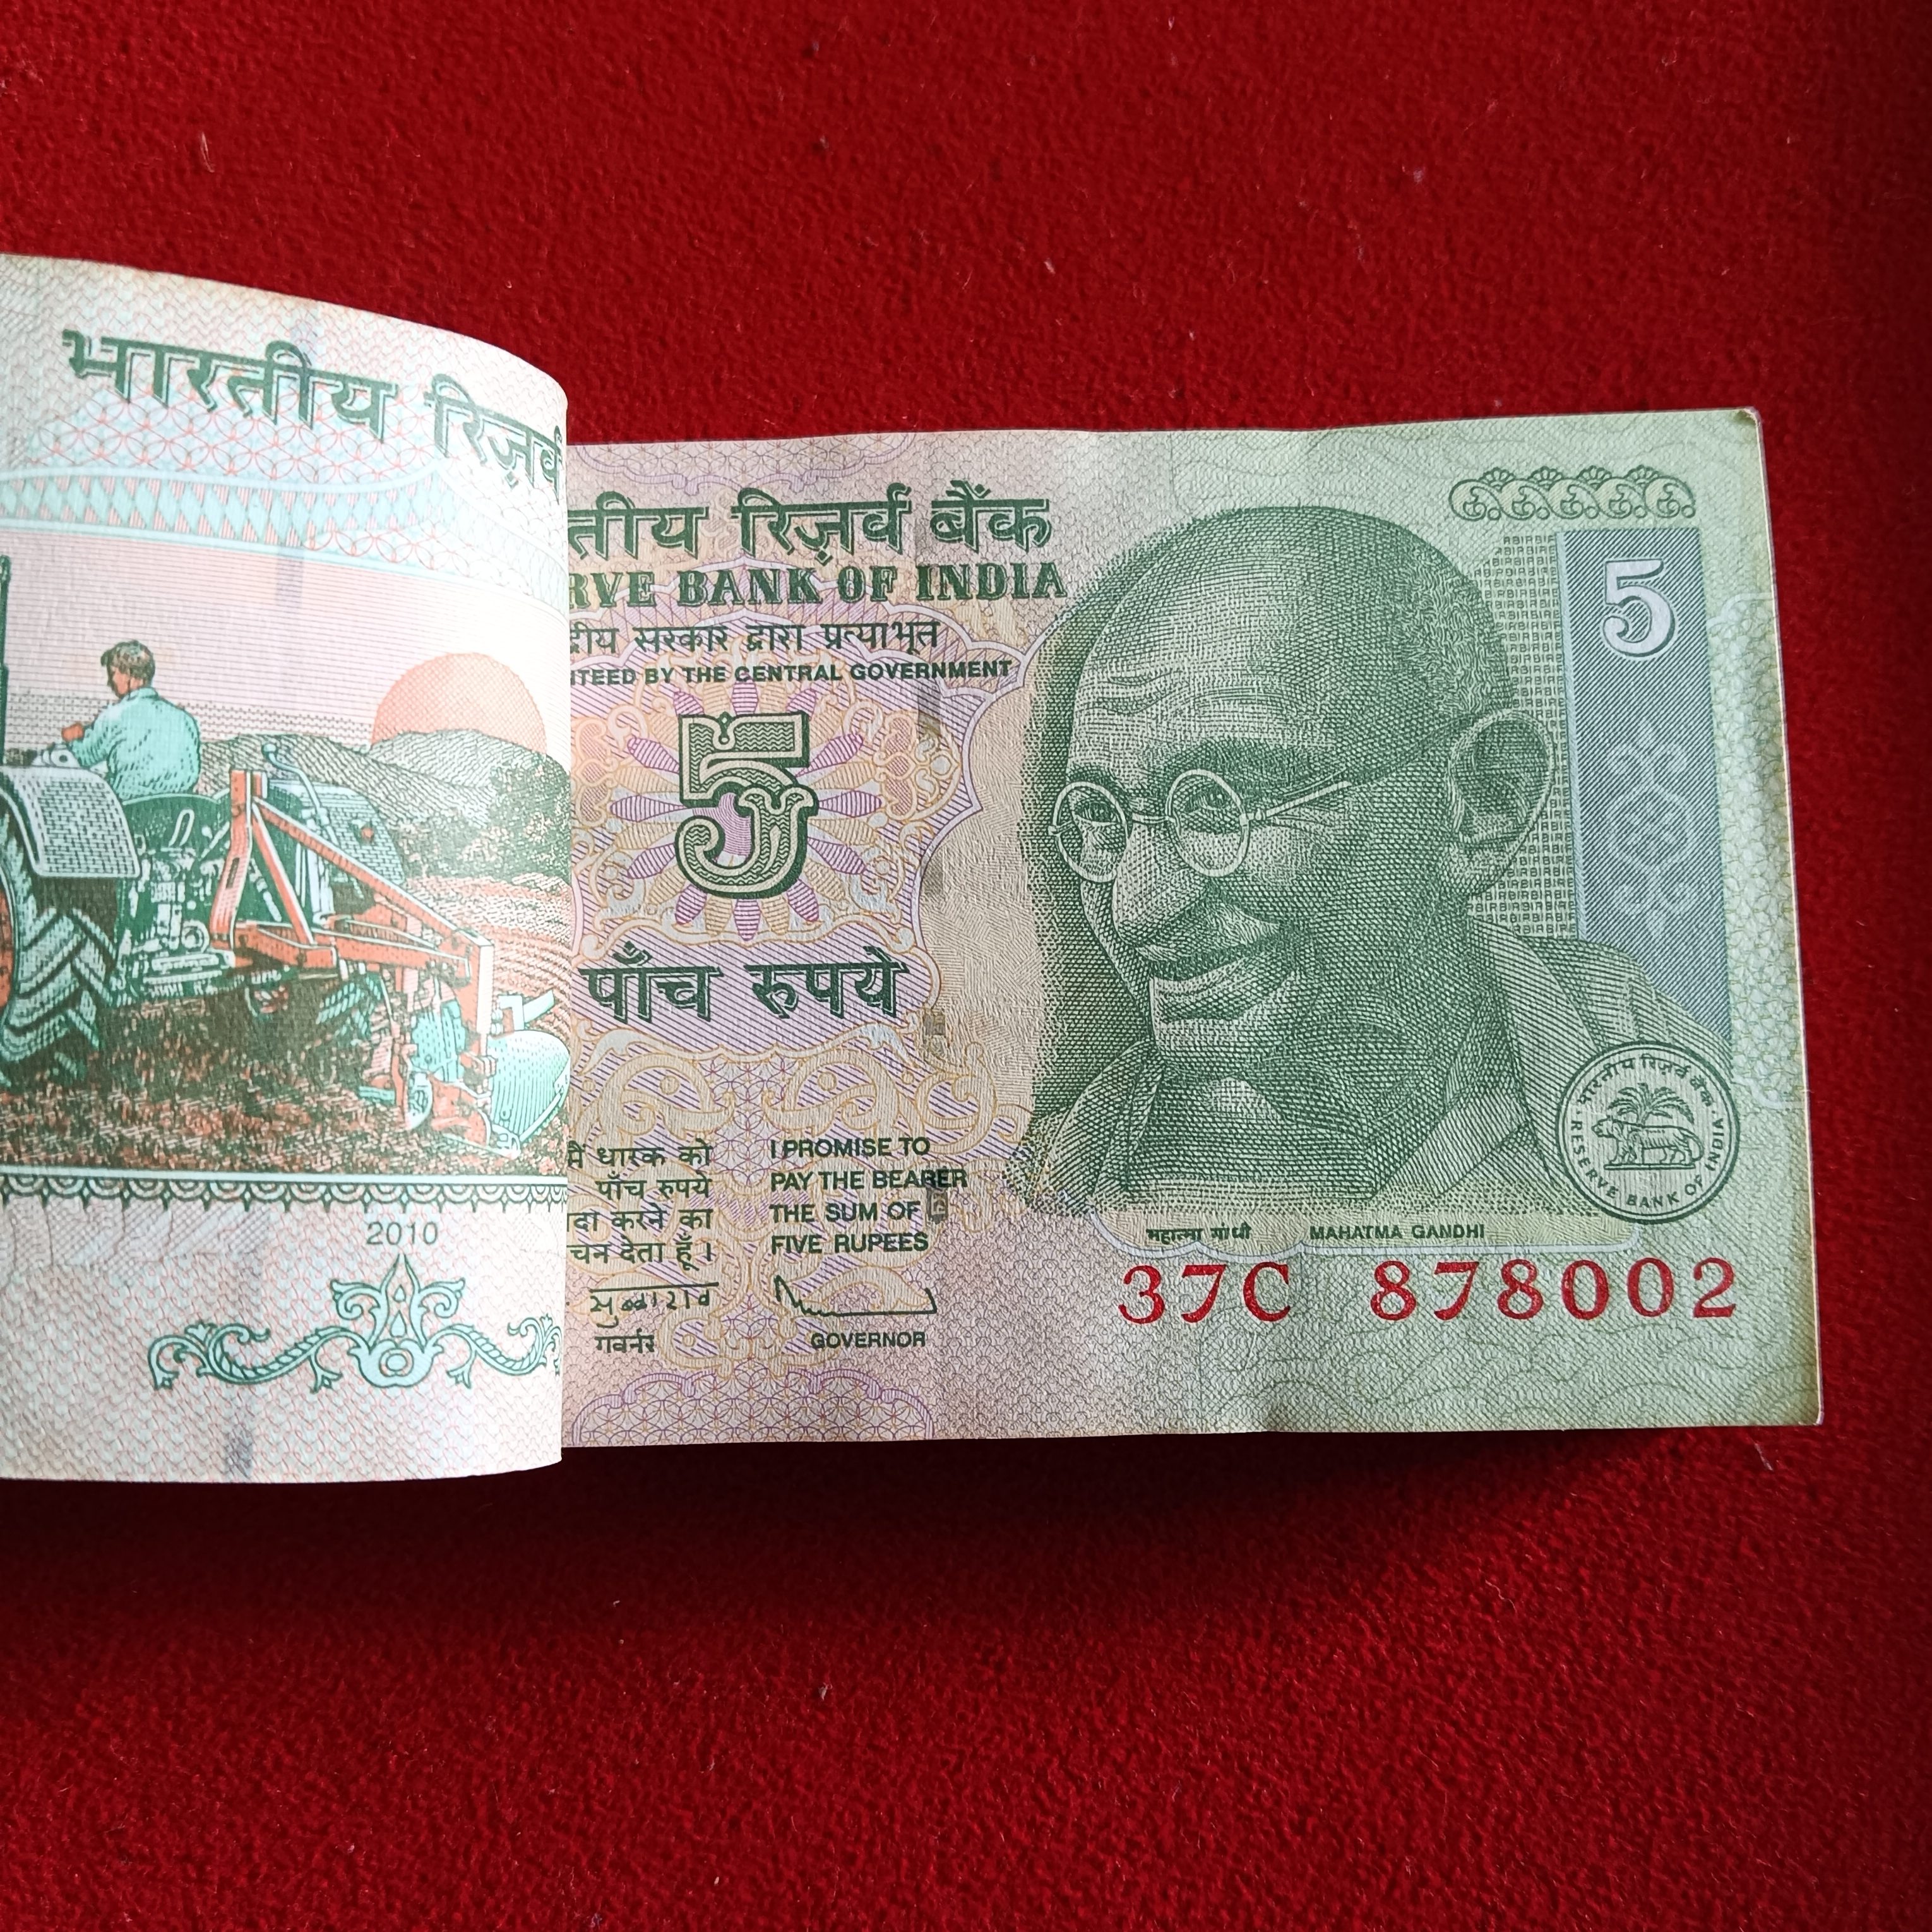 भारतीय रिज़र्व
2010
तीय रिज़र्व बैंक
RVE BANK OF INDIA
द्रीय सरकार द्वारा प्रत्याभूत
TEED BY THE CENTRAL GOVERNMENT
5
पाँच रुपये
मैं धारक को
पाँच रुपये
दा करने का
चन देता हूँ।
I PROMISE TO
PAY THE BEARER
THE SUM OF
FIVE RUPEES
गवर्नर
GOVERNOR
5
भारतीय रिज़र्व बैंक
RESERVE BANK OF INDIA
महात्मा गांधी MAHATMA GANDHI
37C 878002